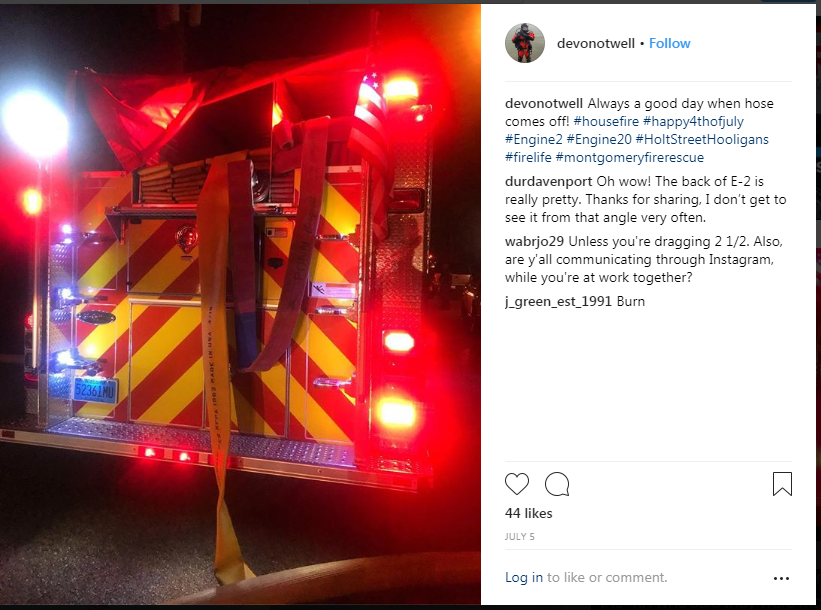 devonotwell • Follow
devonotwell Always a good day when hose
comes off! #housefire #happy4thofjuly
#Engine2 #Engine20 #HoltStreetHooligans
#firelife #montgomeryfirerescue
durdavenport Oh wow! The back of E-2 is
really pretty. Thanks for sharing, I don't get to
see it from that angle very often.
wabrjo29 Unless you're dragging 2 1/2. Also,
are y'all communicating through Instagram,
while you're at work together?
j_green_est_1991 Burn
52361MU
44 likes
JULY 5
Log in to like or comment.